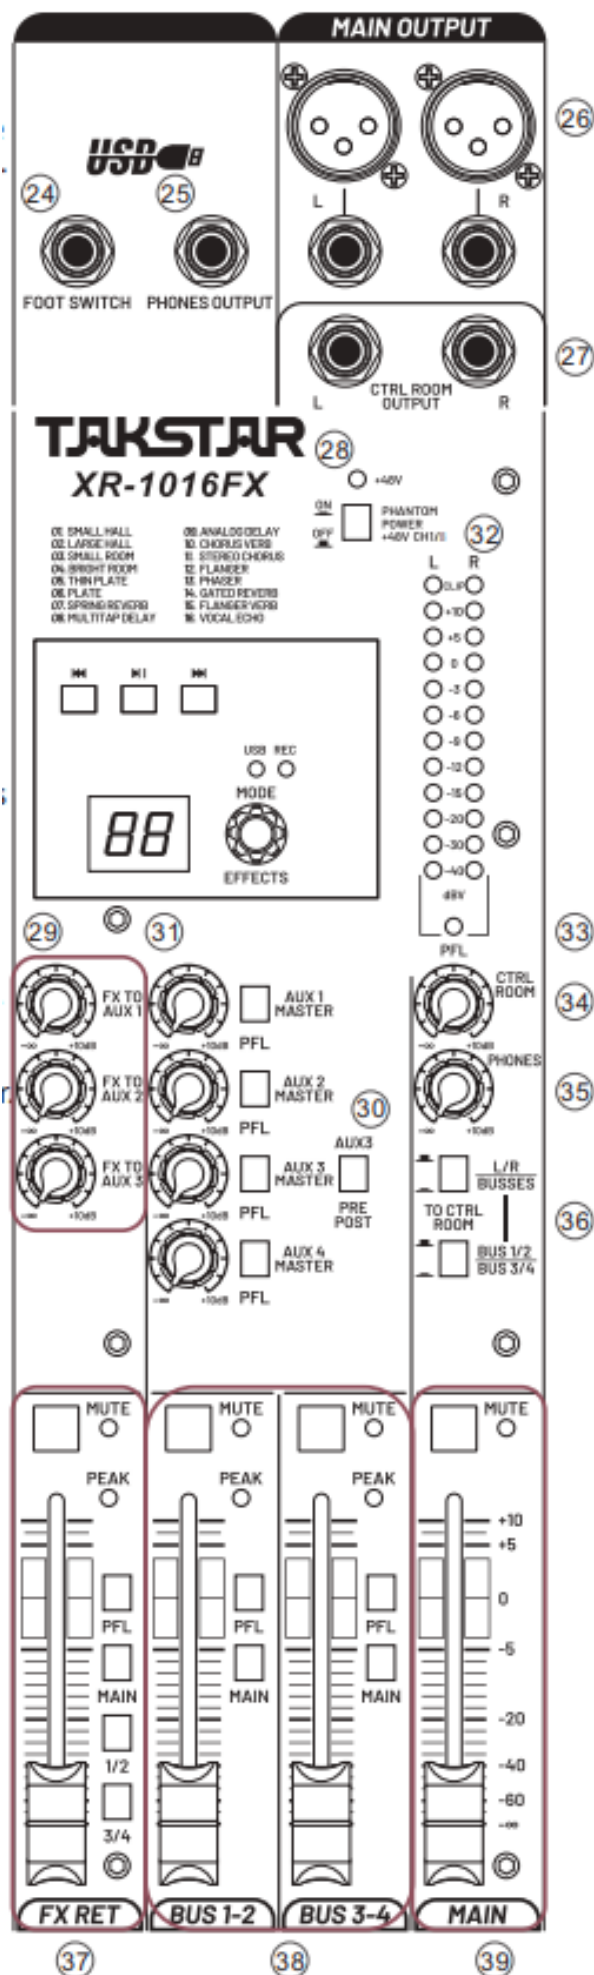 MAIN OUTPUT
26
USB
24
25
L
R
FOOT SWITCH
PHONES OUTPUT
27
CTRL ROOM
OUTPUT
L
R
TAKSTAR
XR-1016FX
28
+48V
ON
OFF
PHANTOM
POWER
+48V CH1/8
01. SMALL HALL
02. LARGE HALL
03. SMALL ROOM
04. BRIGHT ROOM
05. THIN PLATE
06. PLATE
07. SPRING REVERB
08. MULTITAP DELAY
09. ANALOG DELAY
10. CHORUS VERB
11. STEREO CHORUS
12. FLANGER
13. PHASER
14. GATED REVERB
15. FLANGER VERB
16. VOCAL ECHO
32
L R
CLIP
+10
+5
0
-3
-6
-9
-12
-15
-20
-30
-40
dBV
PFL
33
USB REC
MODE
88
EFFECTS
29
FX TO
AUX 1
-∞ +10dB
FX TO
AUX 2
-∞ +10dB
FX TO
AUX 3
-∞ +10dB
31
AUX 1
MASTER
-∞ +10dB PFL
AUX 2
MASTER
-∞ +10dB PFL
AUX 3
MASTER
-∞ +10dB PFL
AUX 4
MASTER
-∞ +10dB PFL
30
AUX3
PRE
POST
CTRL
ROOM
34
-∞ +10dB
PHONES
35
-∞ +10dB
L/R
BUSSES
TO CTRL
ROOM
36
BUS 1/2
BUS 3/4
MUTE
PEAK
PFL
MAIN
1/2
3/4
FX RET
37
MUTE
PEAK
PFL
MAIN
BUS 1-2
MUTE
PEAK
PFL
MAIN
BUS 3-4
38
MUTE
+10
+5
0
-5
-20
-40
-60
-∞
MAIN
39